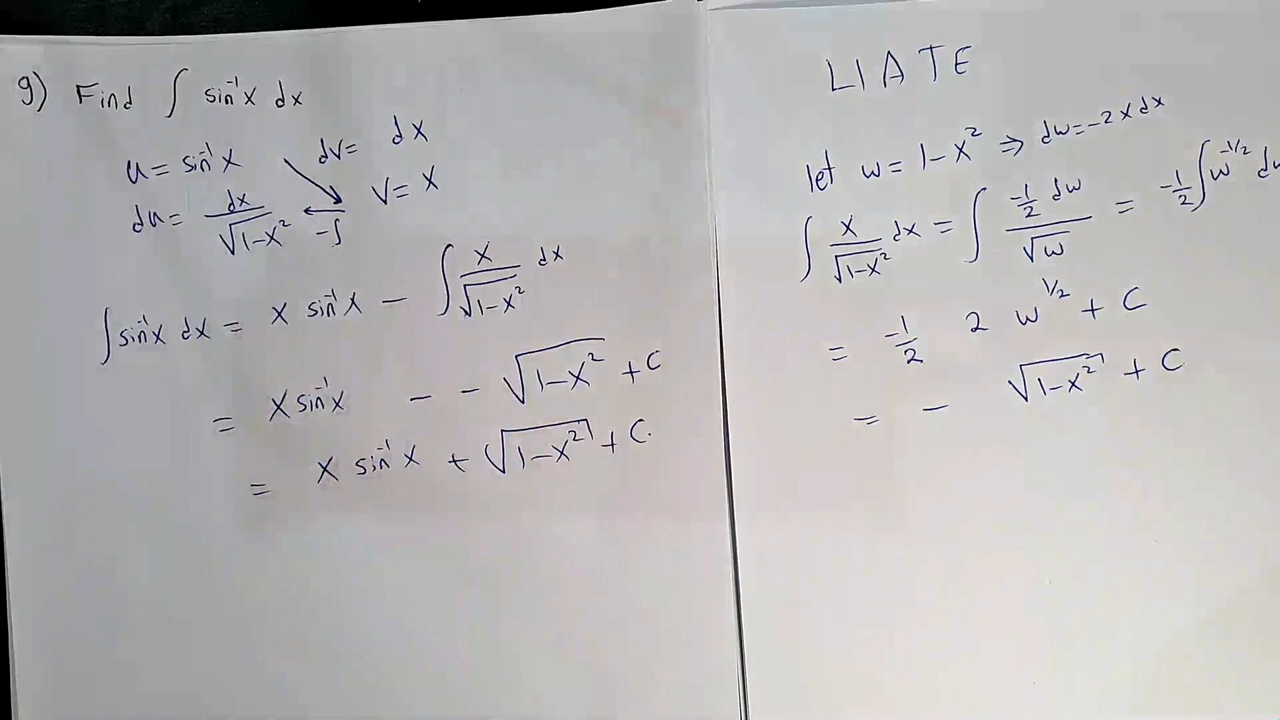 9) Find ∫ sin⁻¹x dx
u = sin⁻¹x dv = dx
du = dx/√(1-x²) -∫ v = x
∫ sin⁻¹x dx = x sin⁻¹x - ∫ x/√(1-x²) dx
= x sin⁻¹x - - √(1-x²) + C
= x sin⁻¹x + √(1-x²) + C.
LIATE
let w = 1-x² ⇒ dw = -2x dx
∫ x/√(1-x²) dx = ∫ (-1/2 dw)/√w = -1/2 ∫ w^(-1/2) dw
= -1/2 2 w^(1/2) + C
= - √(1-x²) + C